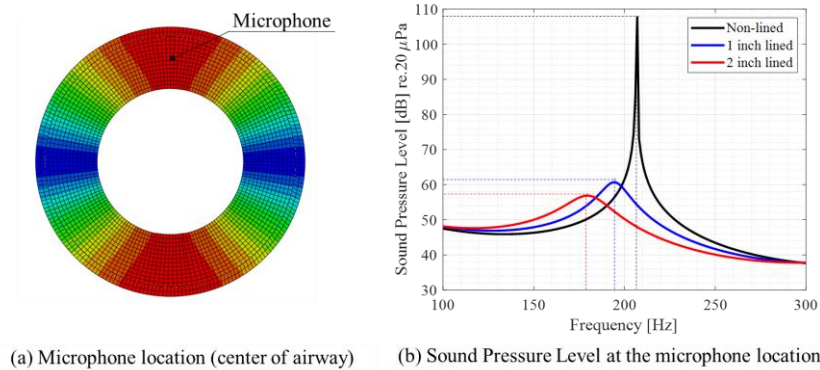 Microphone
(a) Microphone location (center of airway)
Sound Pressure Level [dB] re.20 μPa
110
100
90
80
70
60
50
40
30
100
150
200
250
300
Frequency [Hz]
Non-lined
1 inch lined
2 inch lined
(b) Sound Pressure Level at the microphone location